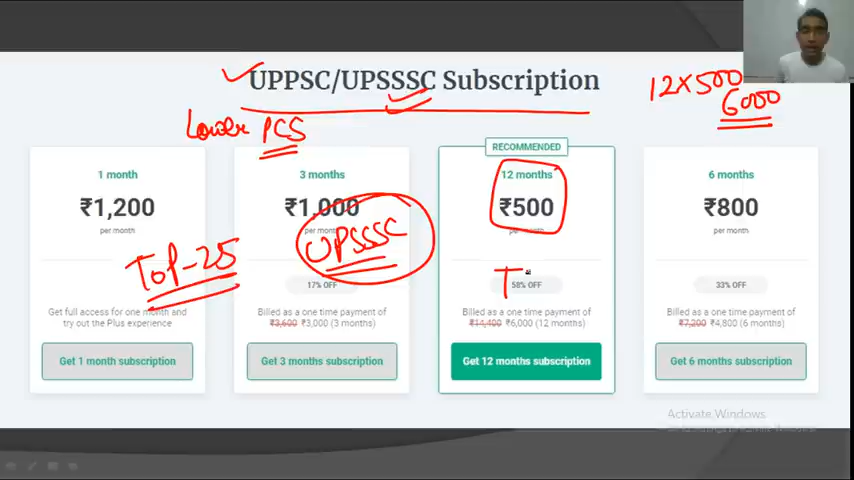 UPPSC/UPSSSC Subscription
12×500
6000
Lower PCS
RECOMMENDED
1 month
₹1,200
per month
Get full access for one month and
try out the Plus experience
Get 1 month subscription
3 months
₹1,000
per month
17% OFF
Billed as a one time payment of
₹3,600 ₹3,000 (3 months)
Get 3 months subscription
12 months
₹500
per month
58% OFF
Billed as a one time payment of
₹14,400 ₹6,000 (12 months)
Get 12 months subscription
6 months
₹800
per month
33% OFF
Billed as a one time payment of
₹7,200 ₹4,800 (6 months)
Get 6 months subscription
Top-25
UPSSSC
T
Activate Windows